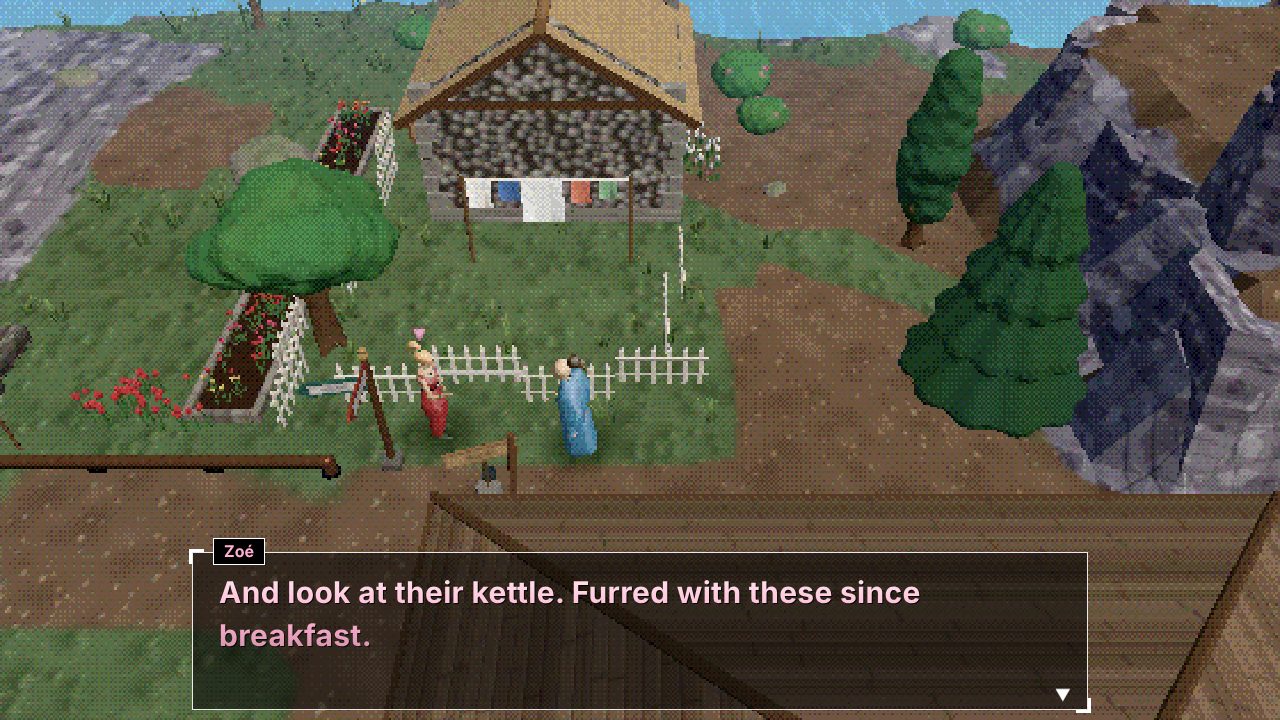 Zoé
And look at their kettle. Furred with these since
breakfast.